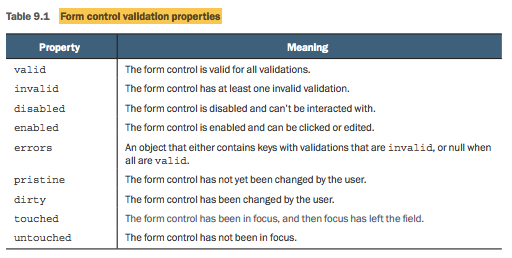 Table 9.1 Form control validation properties
Property Meaning
valid The form control is valid for all validations.
invalid The form control has at least one invalid validation.
disabled The form control is disabled and can't be interacted with.
enabled The form control is enabled and can be clicked or edited.
errors An object that either contains keys with validations that are invalid, or null when
all are valid.
pristine The form control has not yet been changed by the user.
dirty The form control has been changed by the user.
touched The form control has been in focus, and then focus has left the field.
untouched The form control has not been in focus.